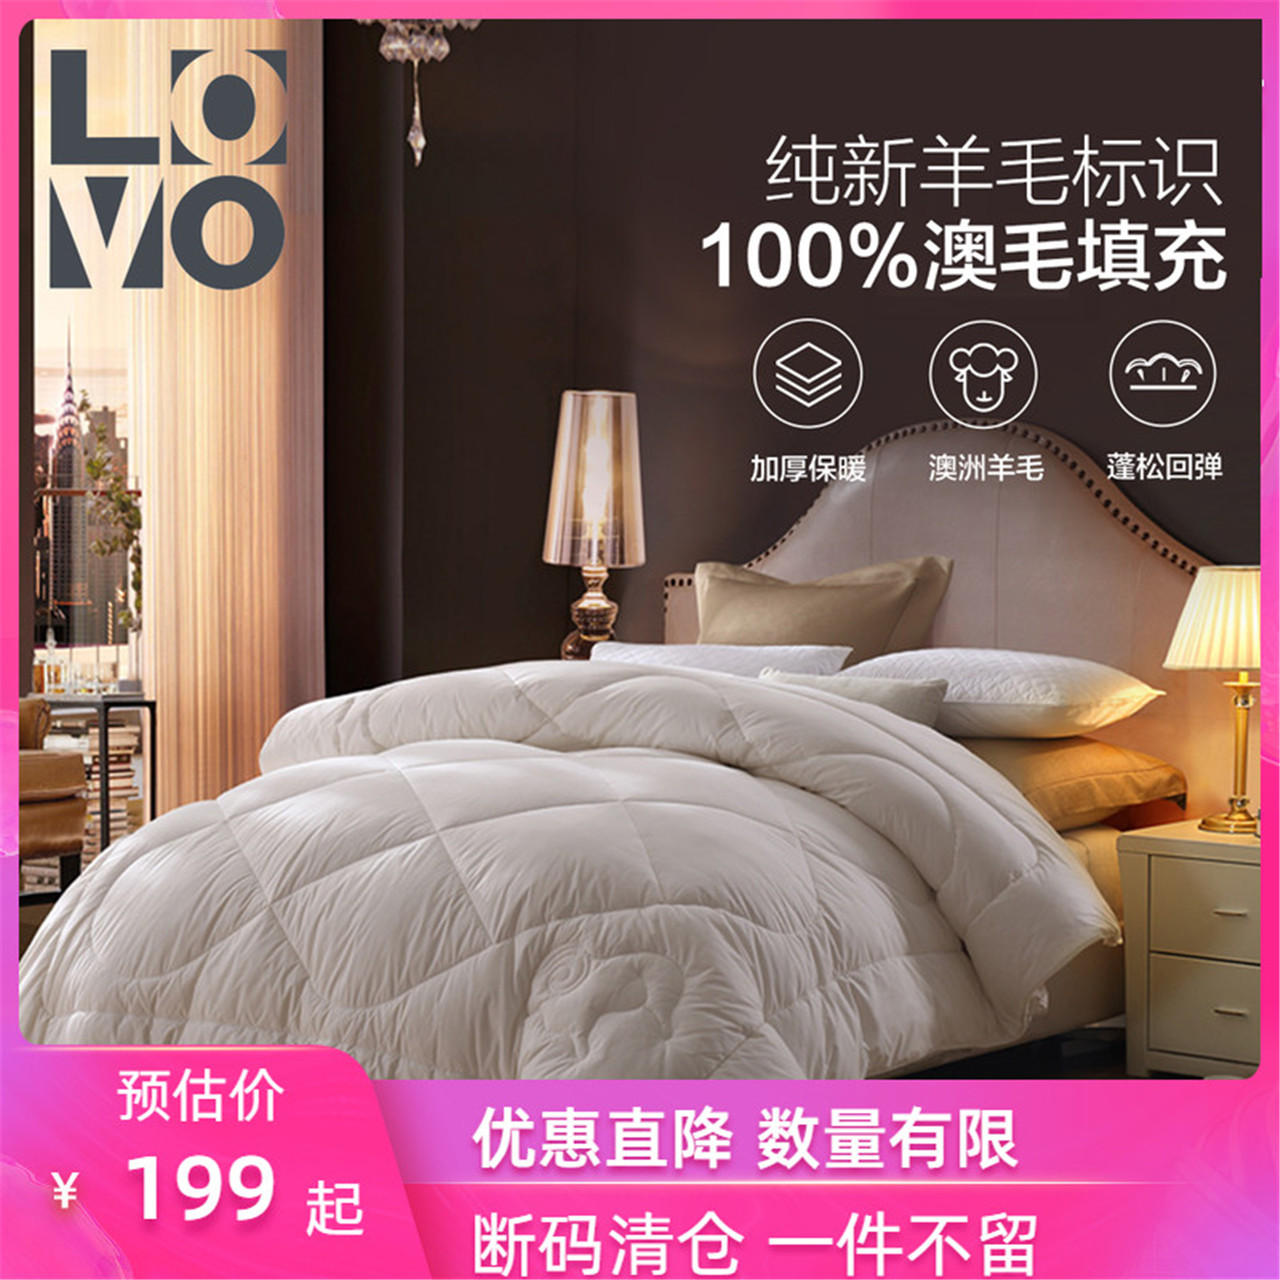 LO
VO
纯新羊毛标识
100%澳毛填充
加厚保暖
澳洲羊毛
蓬松回弹
预估价
¥ 199 起
优惠直降 数量有限
断码清仓 一件不留